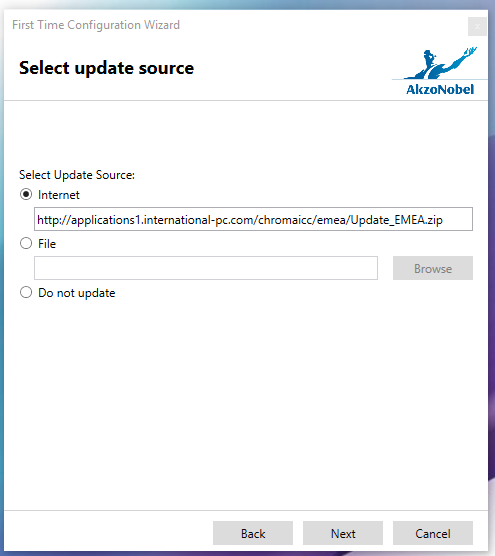 First Time Configuration Wizard
Select update source
AkzoNobel
Select Update Source:
Internet
http://applications1.international-pc.com/chromaicc/emea/Update_EMEA.zip
File
Browse
Do not update
Back Next Cancel